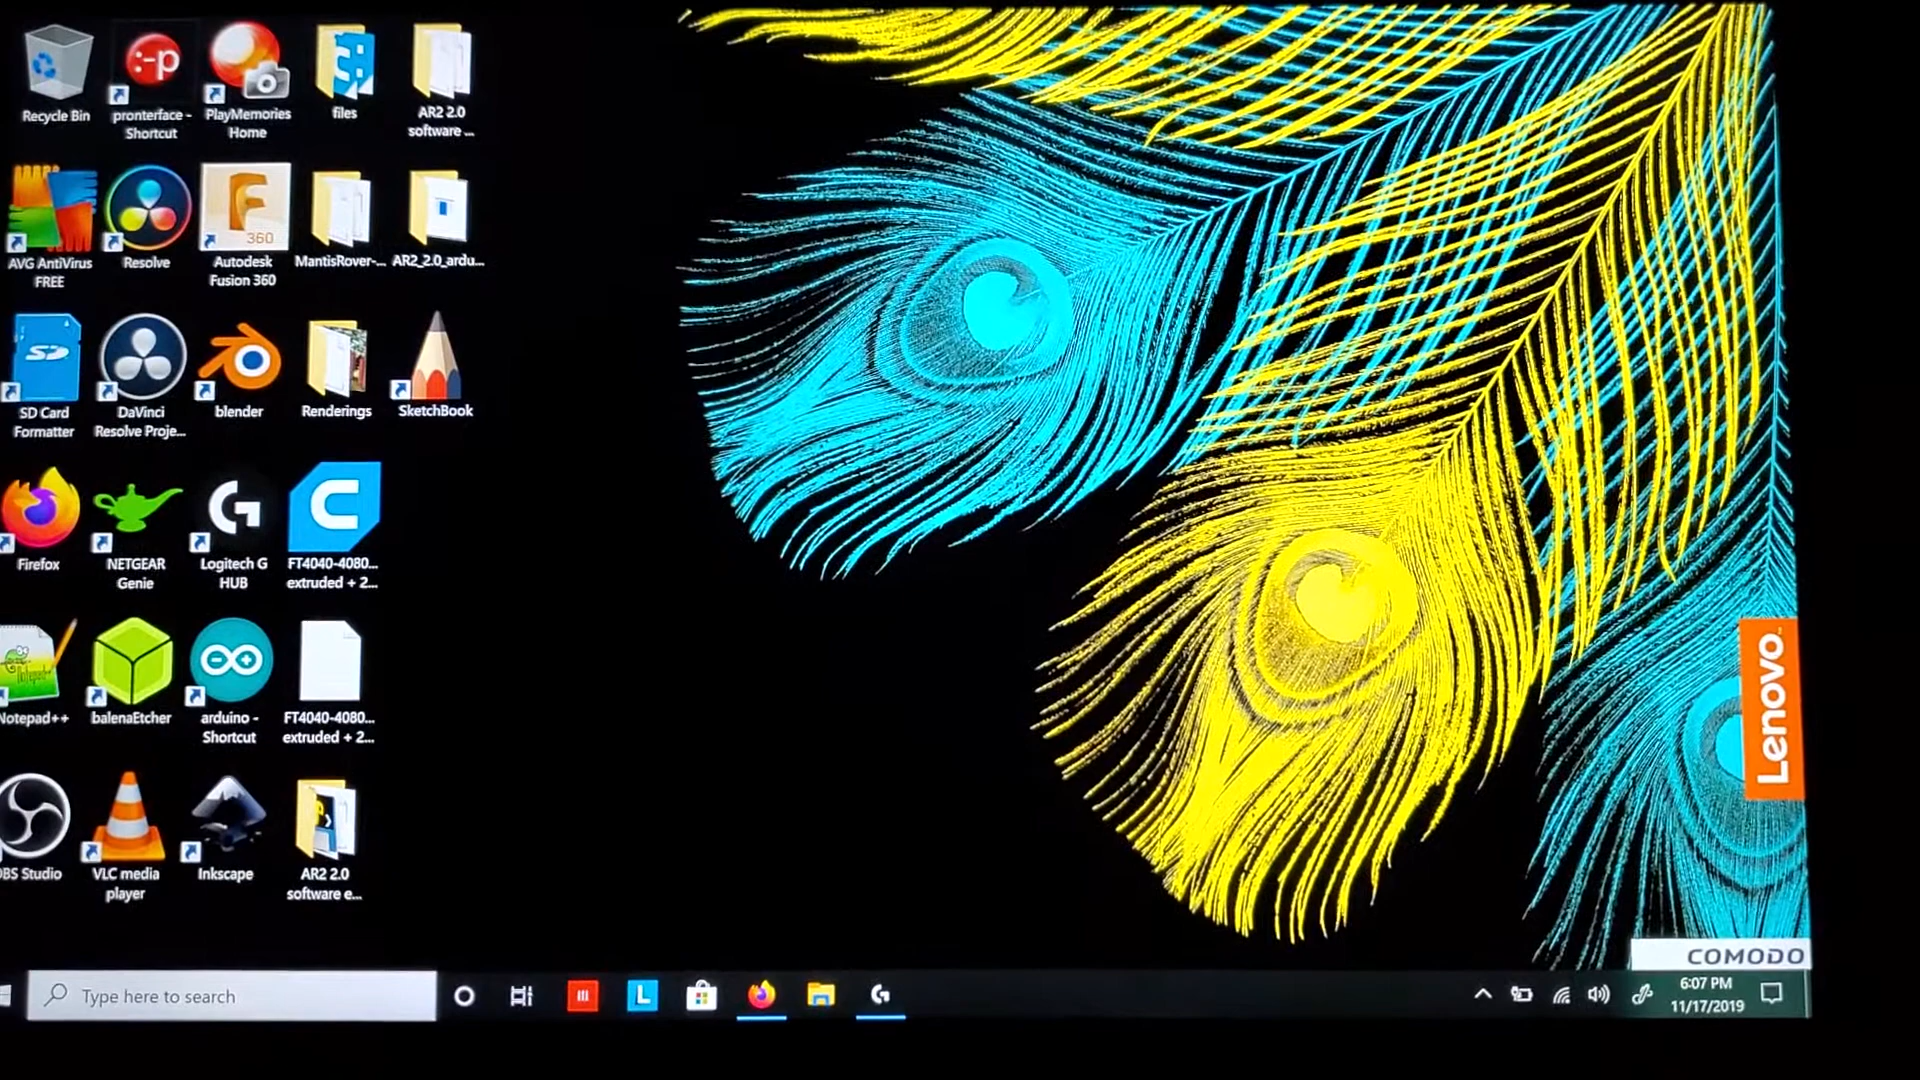 Recycle Bin
pronterface -
Shortcut
PlayMemories
Home
files
AR2 2.0
software ...
AVG AntiVirus
FREE
Resolve
360
Autodesk
Fusion 360
MantisRover-...
AR2_2.0_ardu...
SD
SD Card
Formatter
DaVinci
Resolve Proje...
blender
Renderings
SketchBook
Firefox
NETGEAR
Genie
Logitech G
HUB
FT4040-4080...
extruded + 2...
Notepad++
balenaEtcher
arduino -
Shortcut
FT4040-4080...
extruded + 2...
OBS Studio
VLC media
player
Inkscape
AR2 2.0
software e...
Lenovo
COMODO
Type here to search
L
6:07 PM
11/17/2019